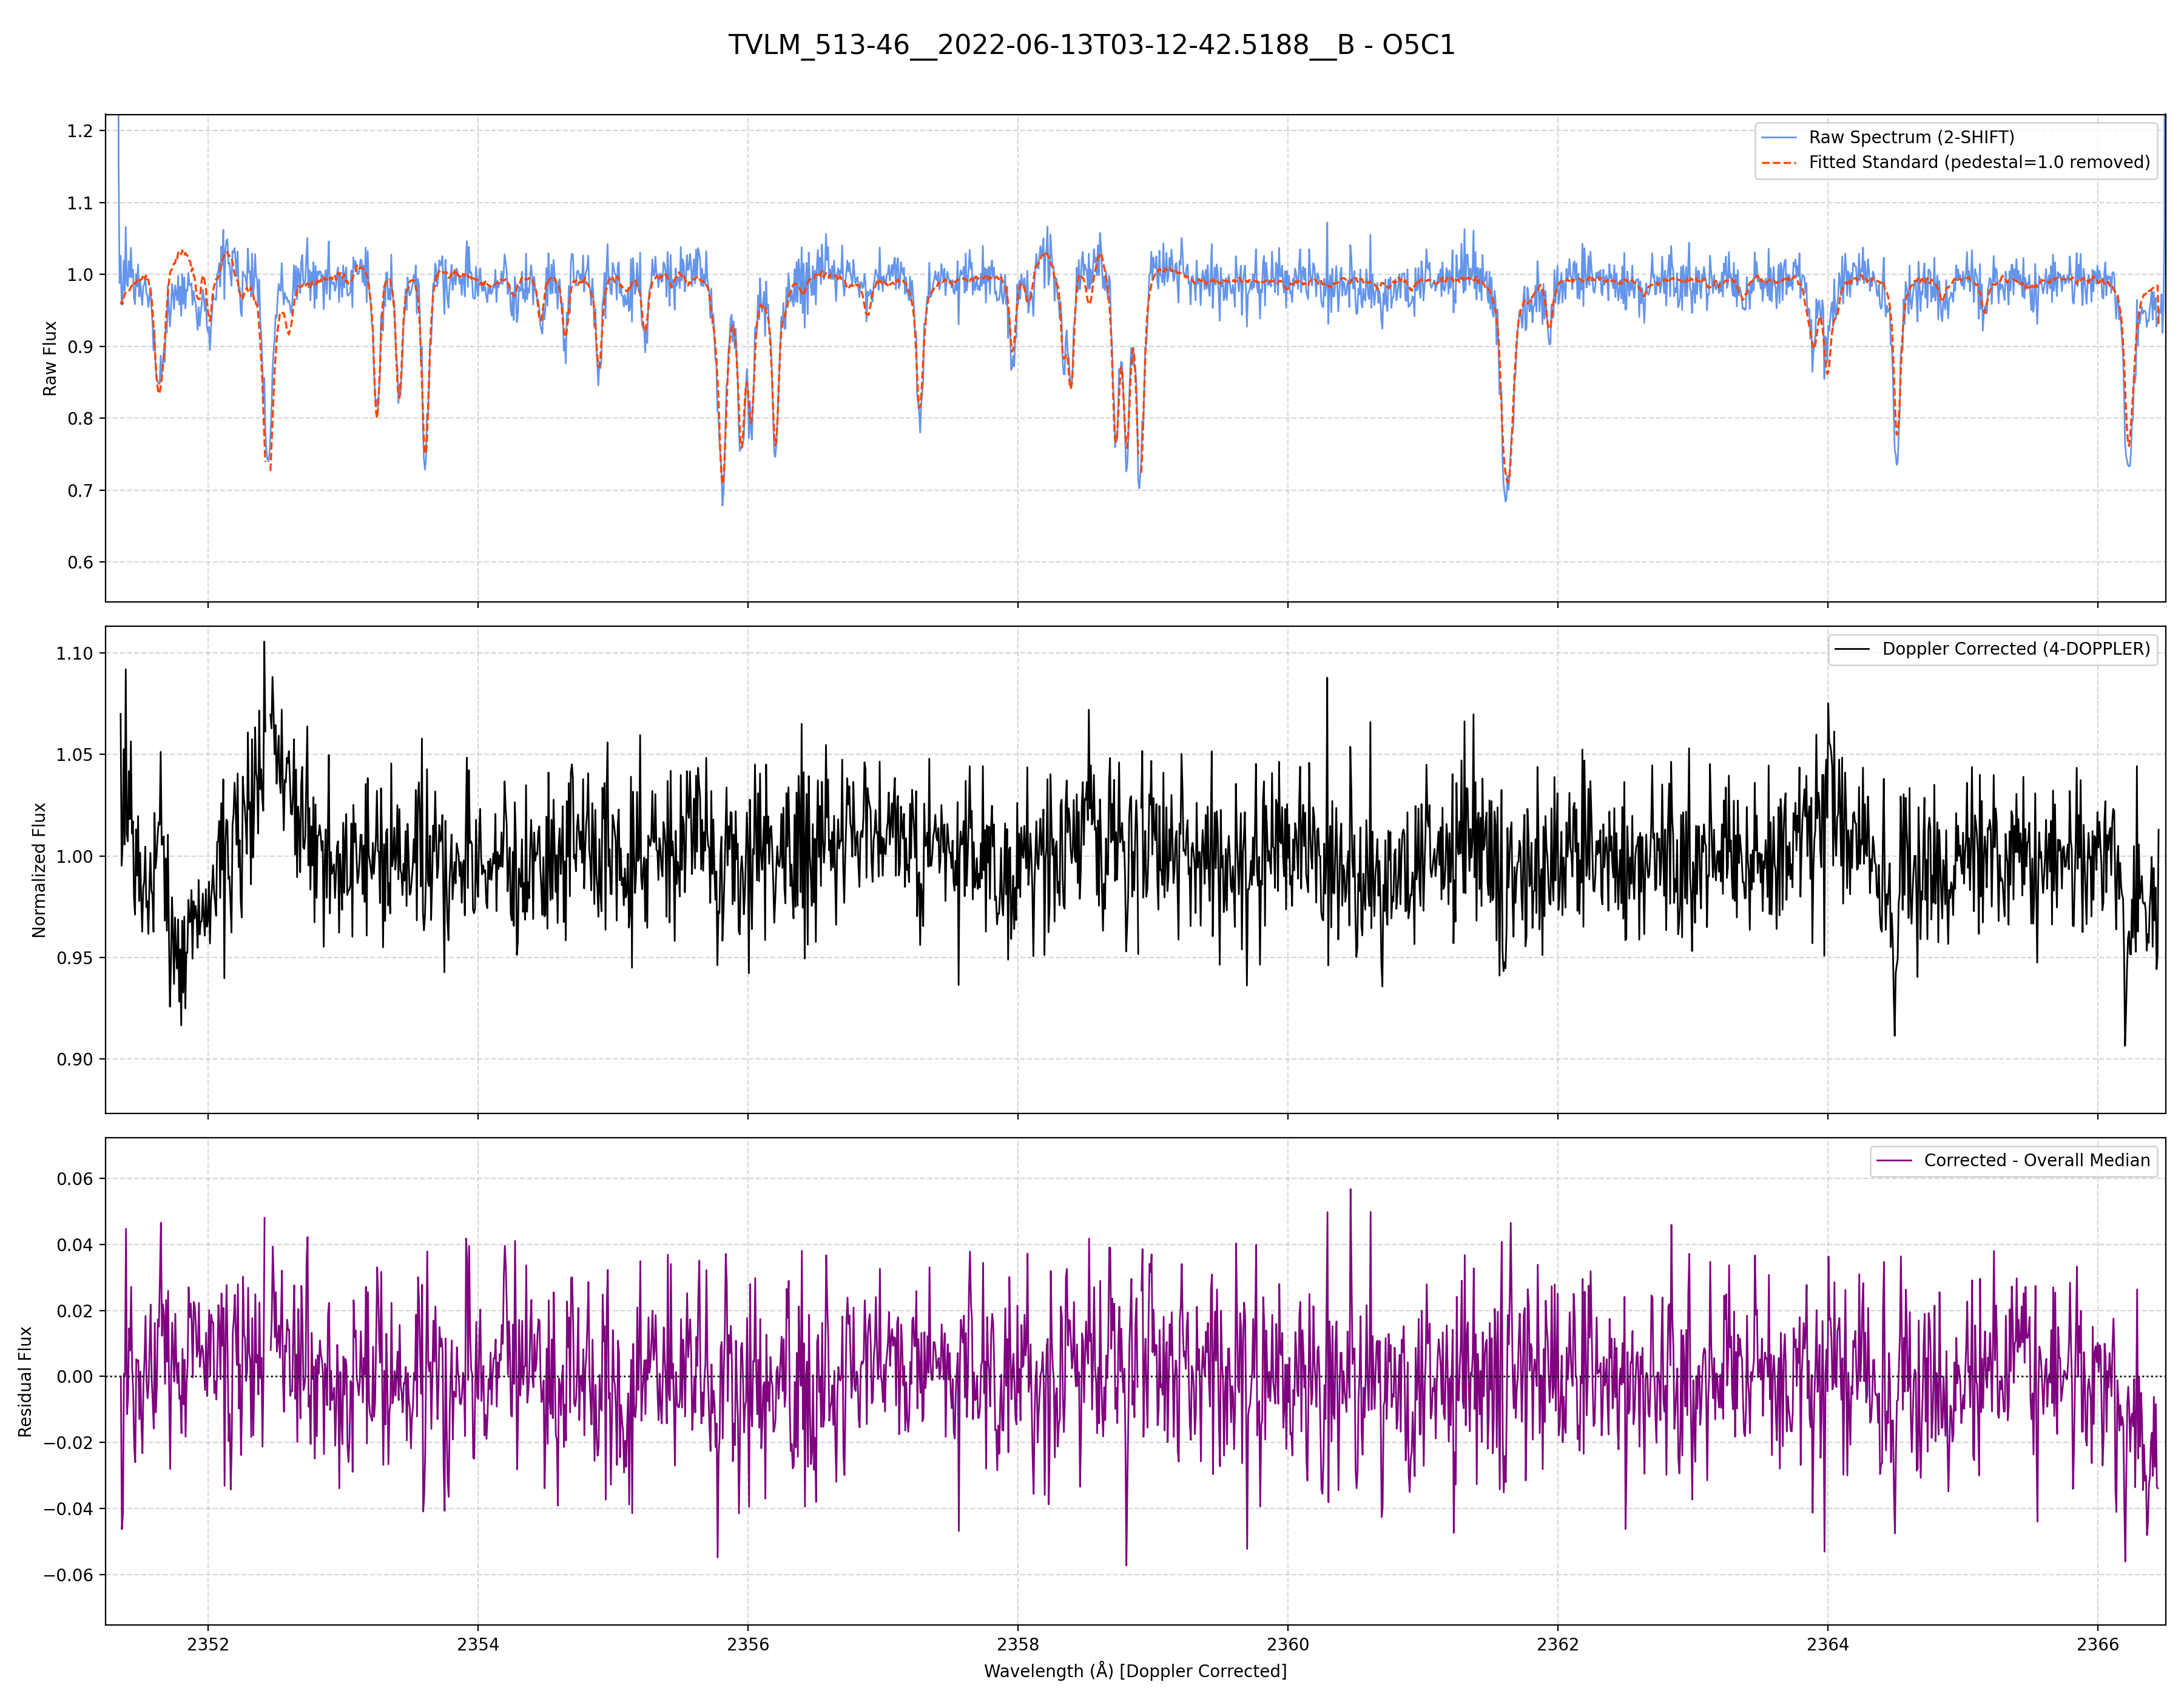 TVLM_513-46__2022-06-13T03-12-42.5188__B - O5C1
Raw Flux
1.2
1.1
1.0
0.9
0.8
0.7
0.6
Raw Spectrum (2-SHIFT)
Fitted Standard (pedestal=1.0 removed)
Normalized Flux
1.10
1.05
1.00
0.95
0.90
Doppler Corrected (4-DOPPLER)
Residual Flux
0.06
0.04
0.02
0.00
−0.02
−0.04
−0.06
Corrected - Overall Median
2352 2354 2356 2358 2360 2362 2364 2366
Wavelength (Å) [Doppler Corrected]